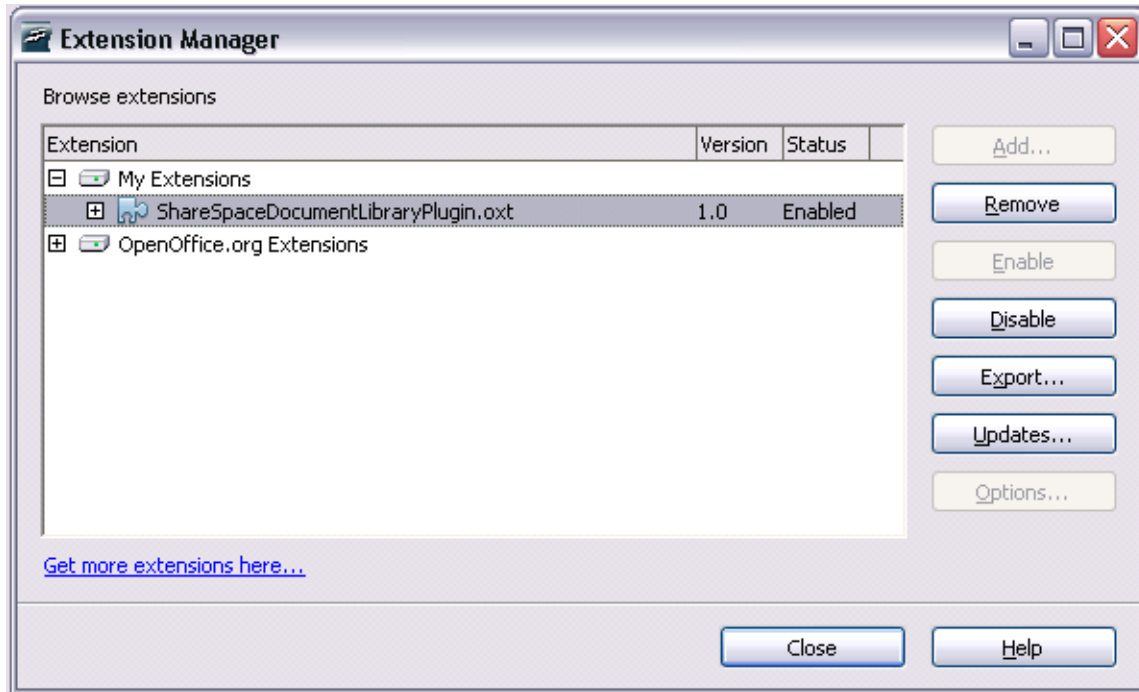 Extension Manager
Browse extensions
Extension Version Status
My Extensions
ShareSpaceDocumentLibraryPlugin.oxt 1.0 Enabled
OpenOffice.org Extensions
Add...
Remove
Enable
Disable
Export...
Updates...
Options...
Get more extensions here...
Close Help